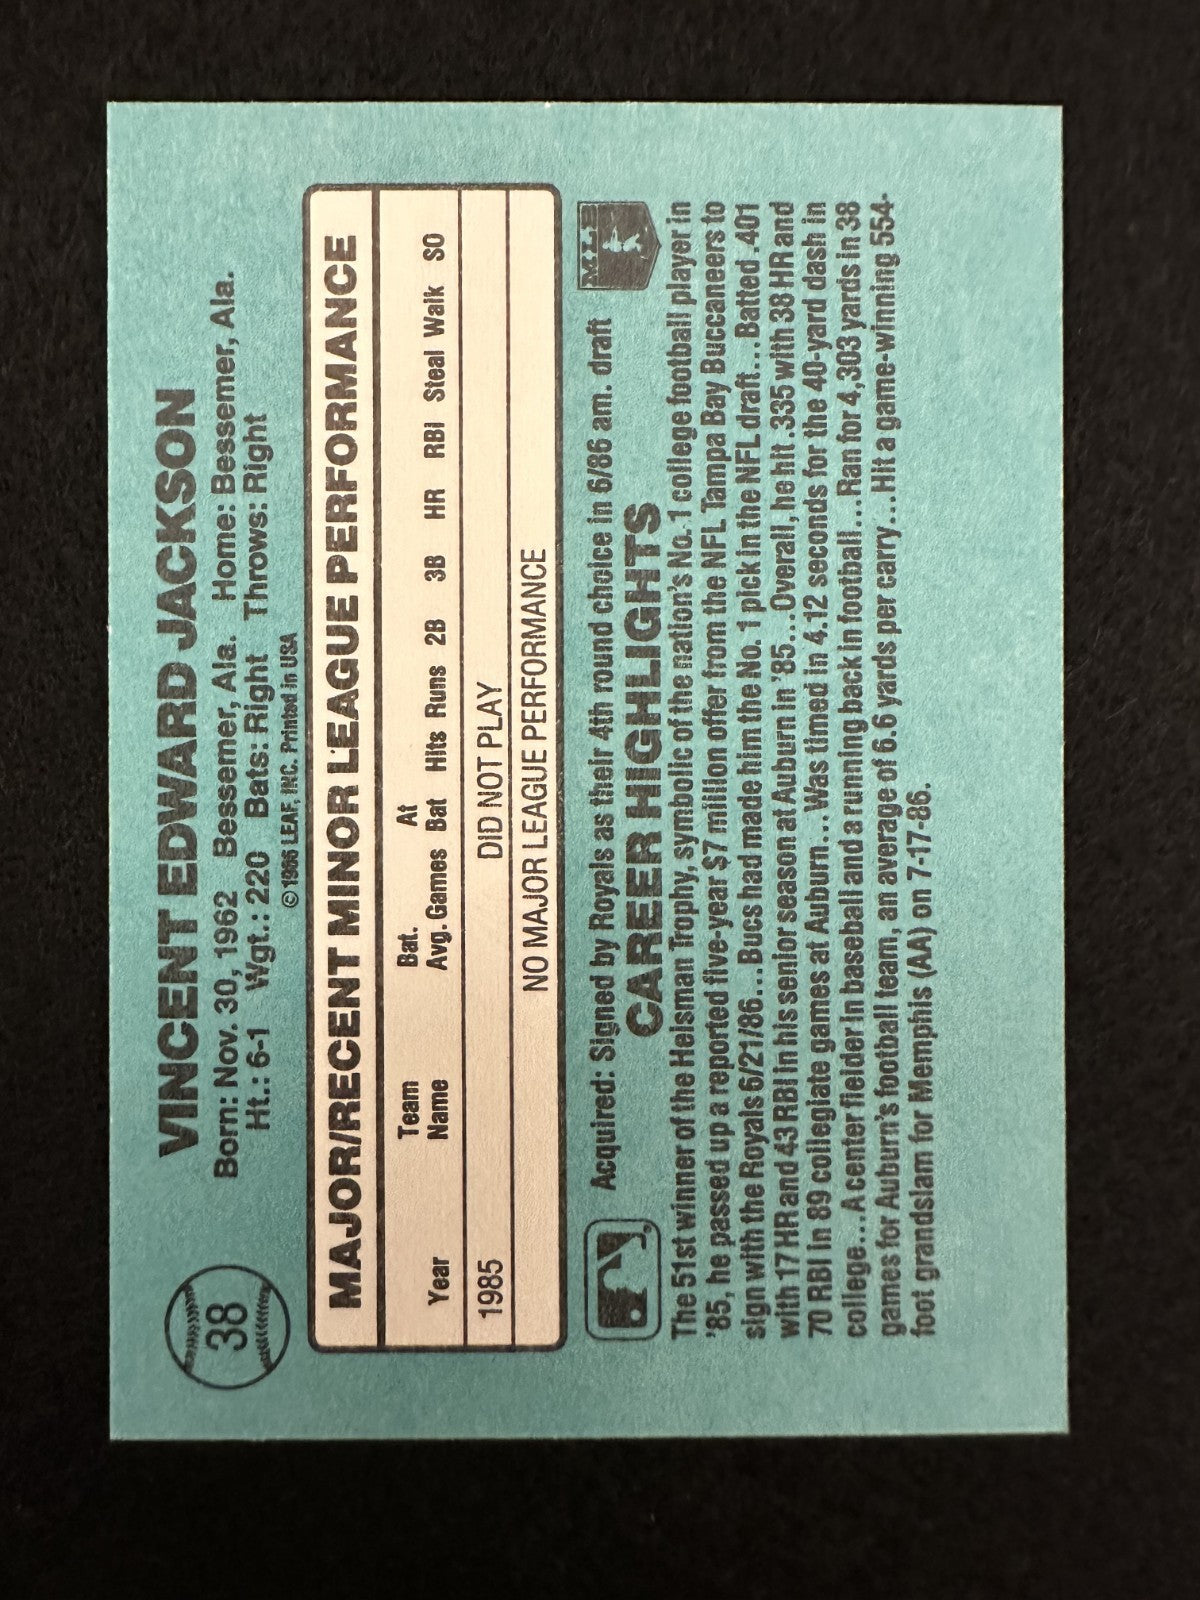 38
VINCENT EDWARD JACKSON
Born: Nov. 30, 1962 Bessemer, Ala. Home: Bessemer, Ala.
Ht.: 6-1 Wgt.: 220 Bats: Right Throws: Right
© 1986 LEAF, INC. Printed in USA
MAJOR/RECENT MINOR LEAGUE PERFORMANCE
Team Bat. At
Year Name Avg. Games Bat Hits Runs 2B 3B HR RBI Steal Walk SO
1985 DID NOT PLAY
NO MAJOR LEAGUE PERFORMANCE
Acquired: Signed by Royals as their 4th round choice in 6/86 am. draft
MLB
CAREER HIGHLIGHTS
The 51st winner of the Heisman Trophy, symbolic of the nation's No. 1 college football player in
'85, he passed up a reported five-year $7 million offer from the NFL Tampa Bay Buccaneers to
sign with the Royals 6/21/86...Bucs had made him the No. 1 pick in the NFL draft...Batted .401
with 17 HR and 43 RBI in his senior season at Auburn in '85...Overall, he hit .335 with 38 HR and
70 RBI in 89 collegiate games at Auburn...Was timed in 4.12 seconds for the 40-yard dash in
college...A center fielder in baseball and a running back in football...Ran for 4,303 yards in 38
games for Auburn's football team, an average of 6.6 yards per carry...Hit a game-winning 554-
foot grandslam for Memphis (AA) on 7-17-86.